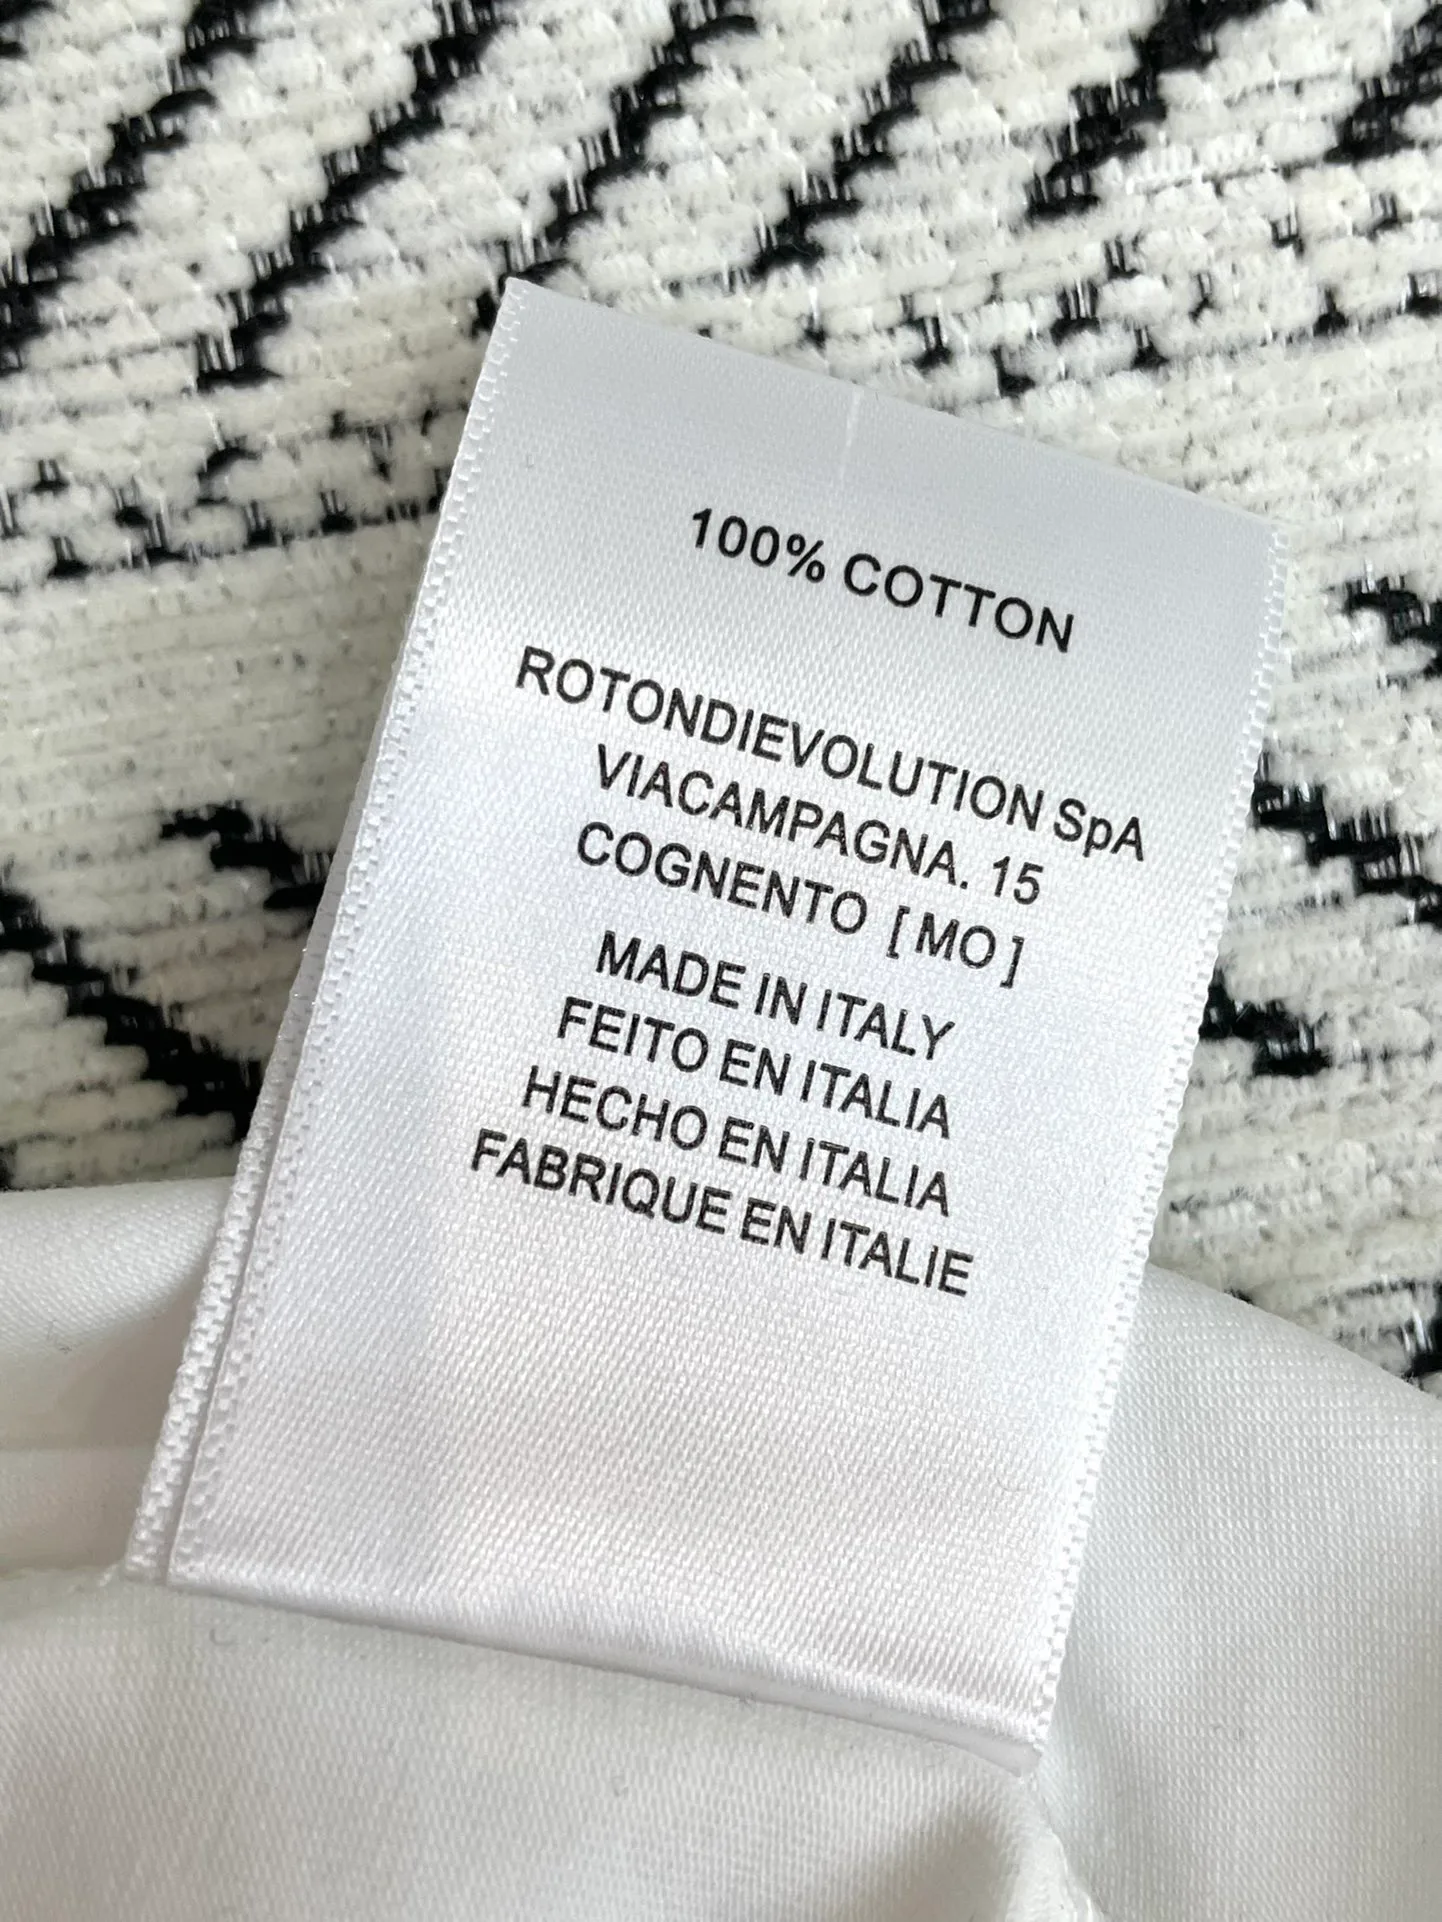 100% COTTON
ROTONDIEVOLUTION SpA
VIACAMPAGNA. 15
COGNENTO [MO]
MADE IN ITALY
FEITO EN ITALIA
HECHO EN ITALIA
FABRIQUE EN ITALIE